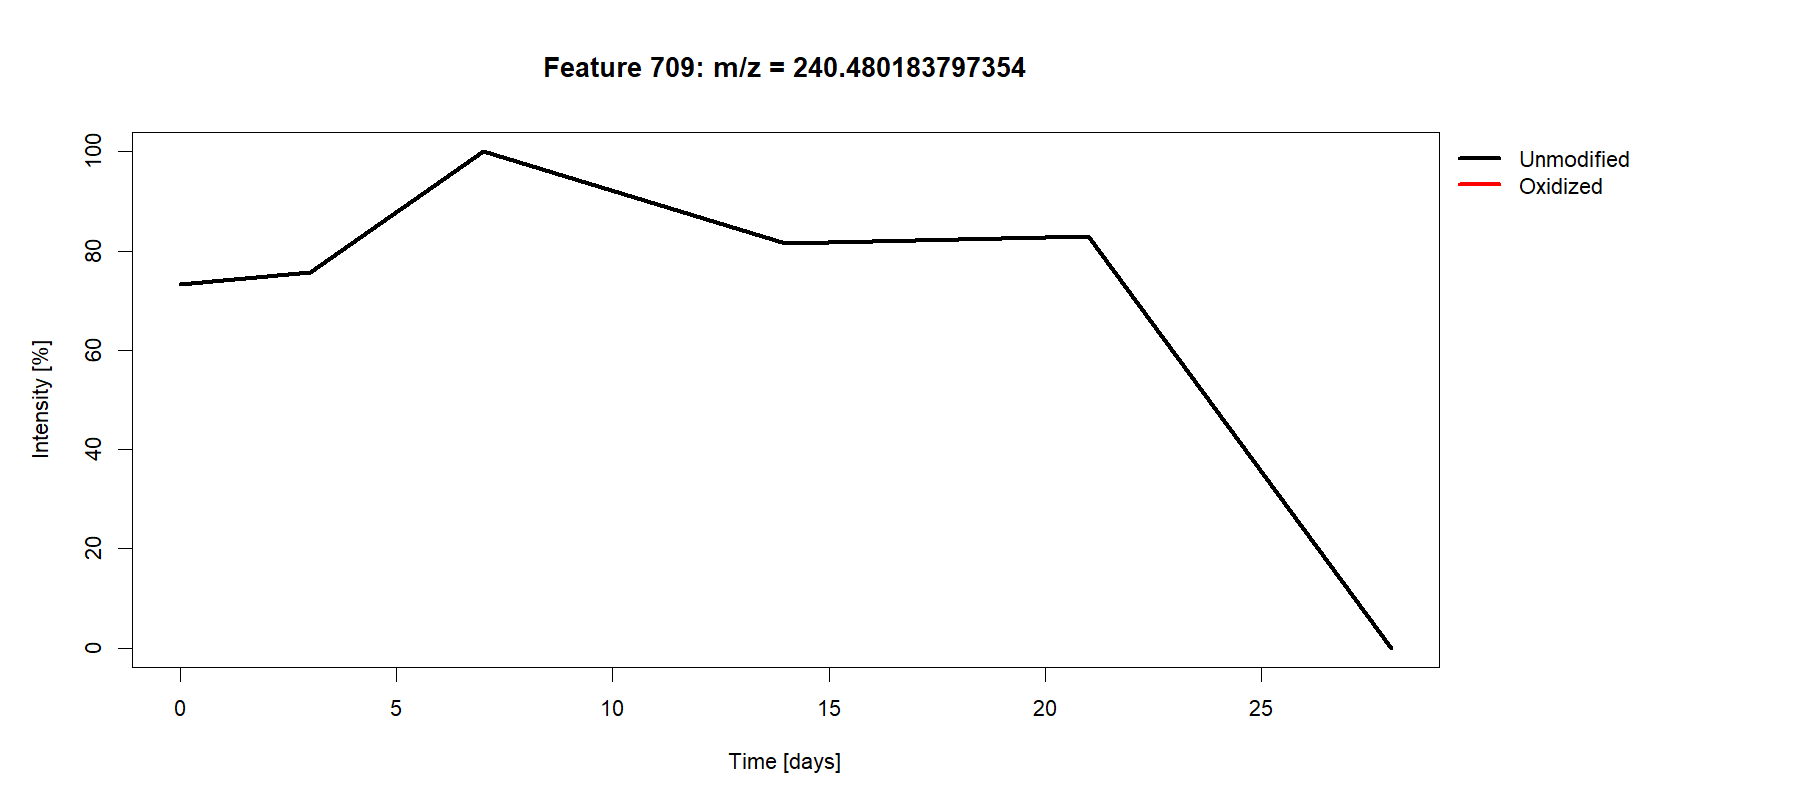 Feature 709: m/z = 240.480183797354
Unmodified
Oxidized
Intensity [%]
100
80
60
40
20
0
0 5 10 15 20 25
Time [days]